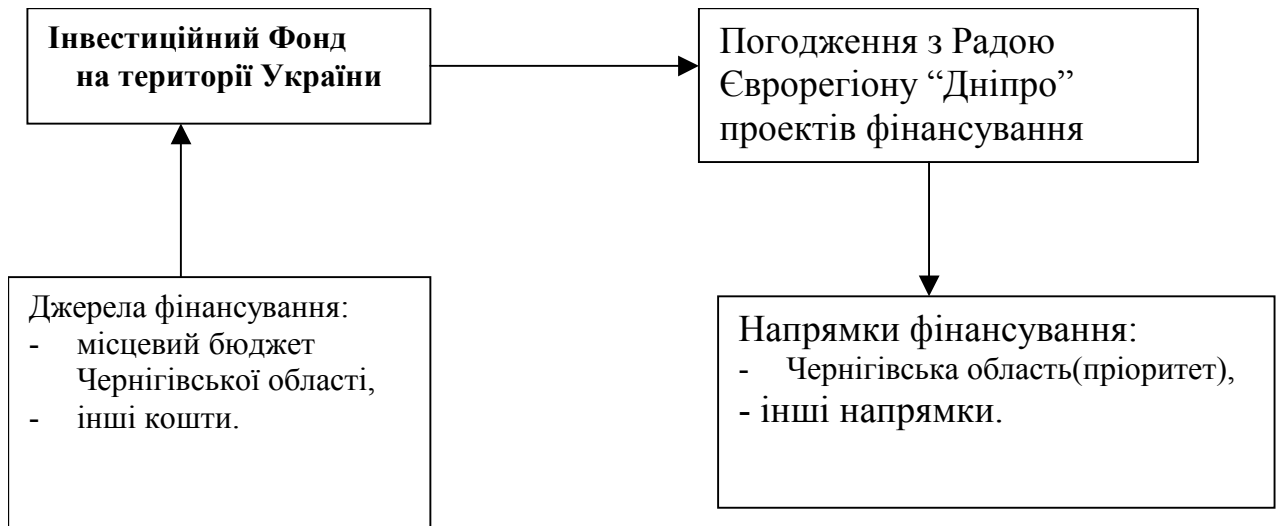 Інвестиційний Фонд
на території України
Погодження з Радою
Єврорегіону “Дніпро”
проектів фінансування
Джерела фінансування:
- місцевий бюджет
Чернігівської області,
- інші кошти.
Напрямки фінансування:
- Чернігівська область(пріоритет),
- інші напрямки.